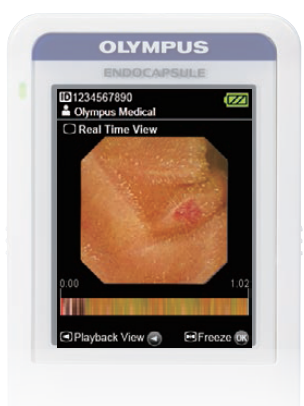 OLYMPUS
ENDOCAPSULE
ID1234567890
Olympus Medical
Real Time View
0.00 1.02
Playback View Freeze OK